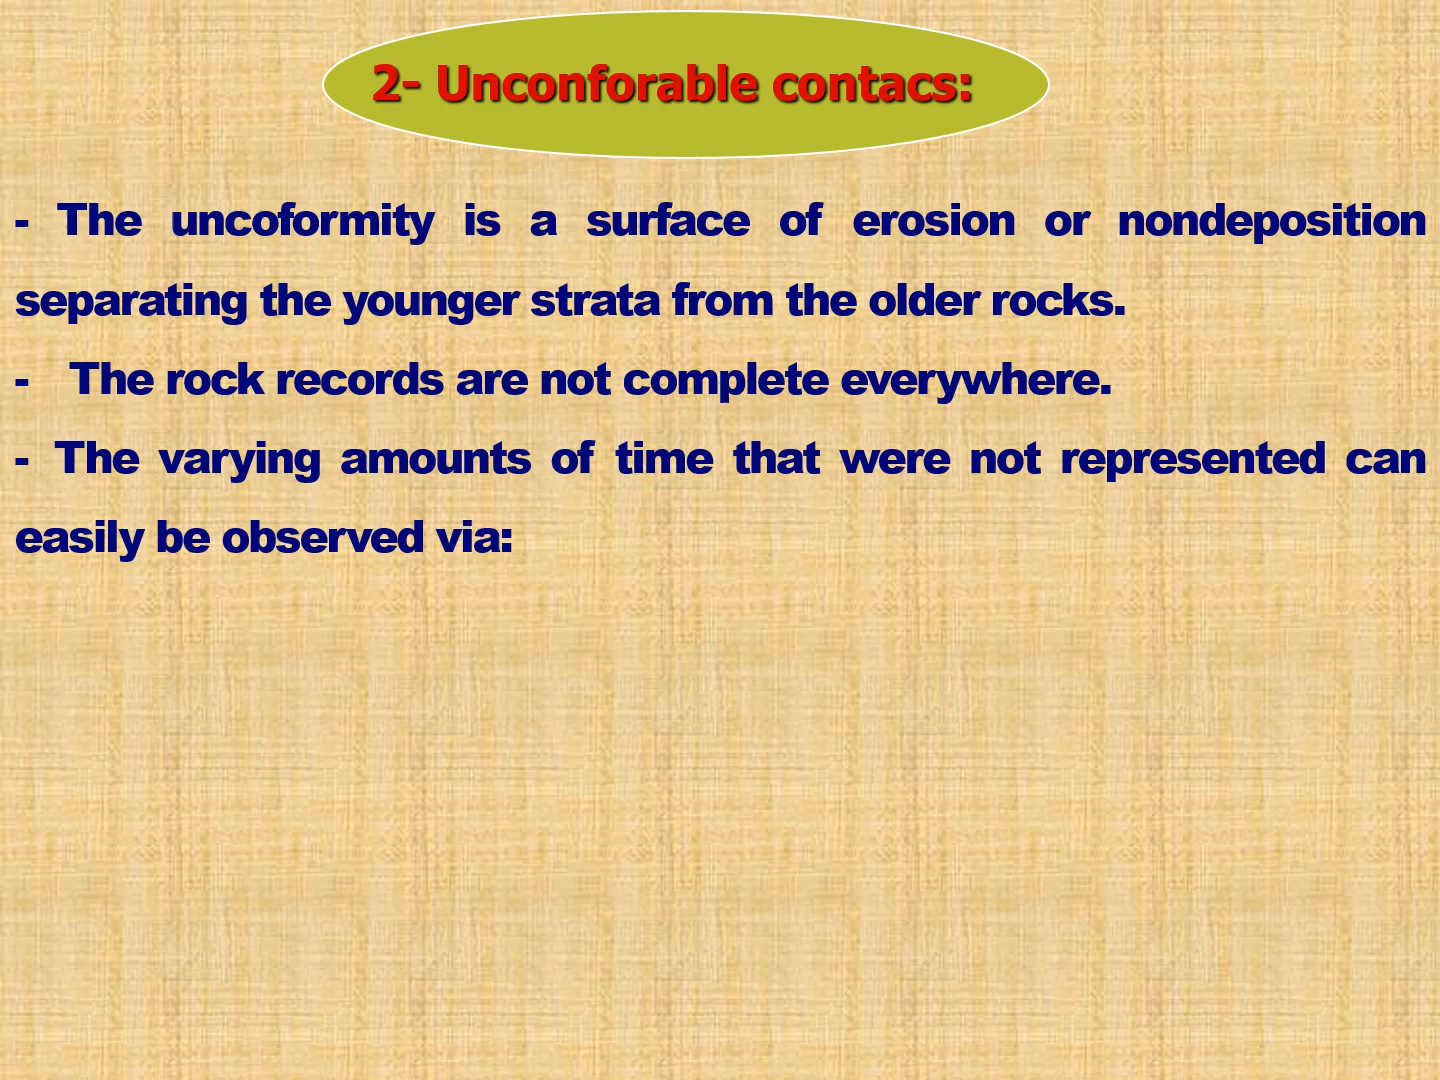 2- Unconforable contacs:
- The uncoformity is a surface of erosion or nondeposition
separating the younger strata from the older rocks.
- The rock records are not complete everywhere.
- The varying amounts of time that were not represented can
easily be observed via: